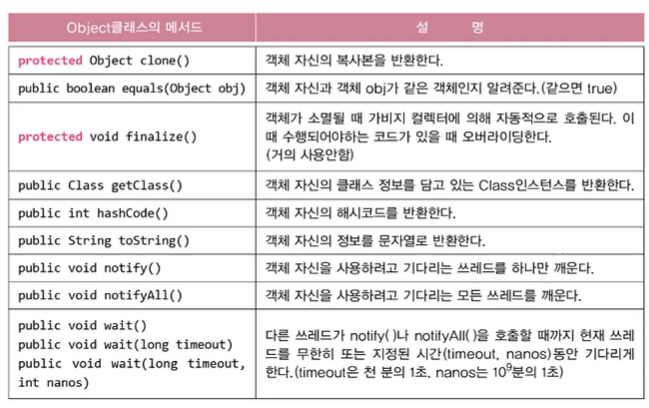 Object클래스의 메서드
설 명
protected Object clone()
객체 자신의 복사본을 반환한다.
public boolean equals(Object obj)
객체 자신과 객체 obj가 같은 객체인지 알려준다.(같으면 true)
protected void finalize()
객체가 소멸될 때 가비지 컬렉터에 의해 자동적으로 호출된다. 이
때 수행되어야하는 코드가 있을 때 오버라이딩한다.
(거의 사용안함)
public Class getClass()
객체 자신의 클래스 정보를 담고 있는 Class인스턴스를 반환한다.
public int hashCode()
객체 자신의 해시코드를 반환한다.
public String toString()
객체 자신의 정보를 문자열로 반환한다.
public void notify()
객체 자신을 사용하려고 기다리는 쓰레드를 하나만 깨운다.
public void notifyAll()
객체 자신을 사용하려고 기다리는 모든 쓰레드를 깨운다.
public void wait()
public void wait(long timeout)
public void wait(long timeout,
int nanos)
다른 쓰레드가 notify( )나 notifyAll( )을 호출할 때까지 현재 쓰레
드를 무한히 또는 지정된 시간(timeout, nanos)동안 기다리게
한다.(timeout은 천 분의 1초, nanos는 10⁹분의 1초)